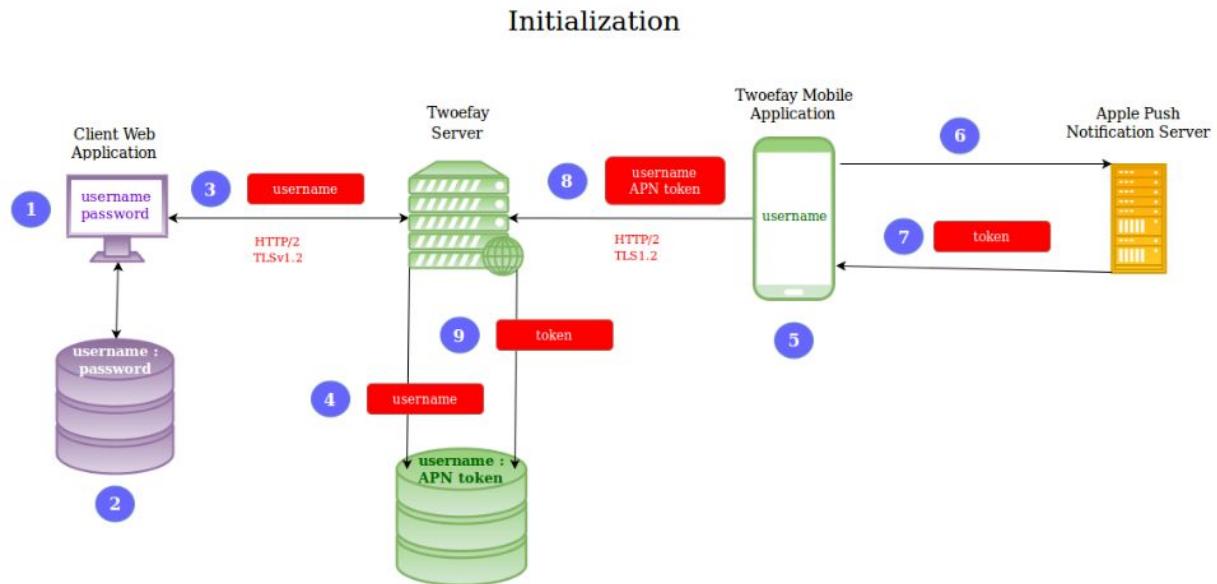 Initialization
Client Web
Application
username
password
1
2
username :
password
3
username
HTTP/2
TLSv1.2
Twoefay
Server
4
username
9
token
username :
APN token
8
username
APN token
HTTP/2
TLS1.2
Twoefay Mobile
Application
username
5
6
7
token
Apple Push
Notification Server